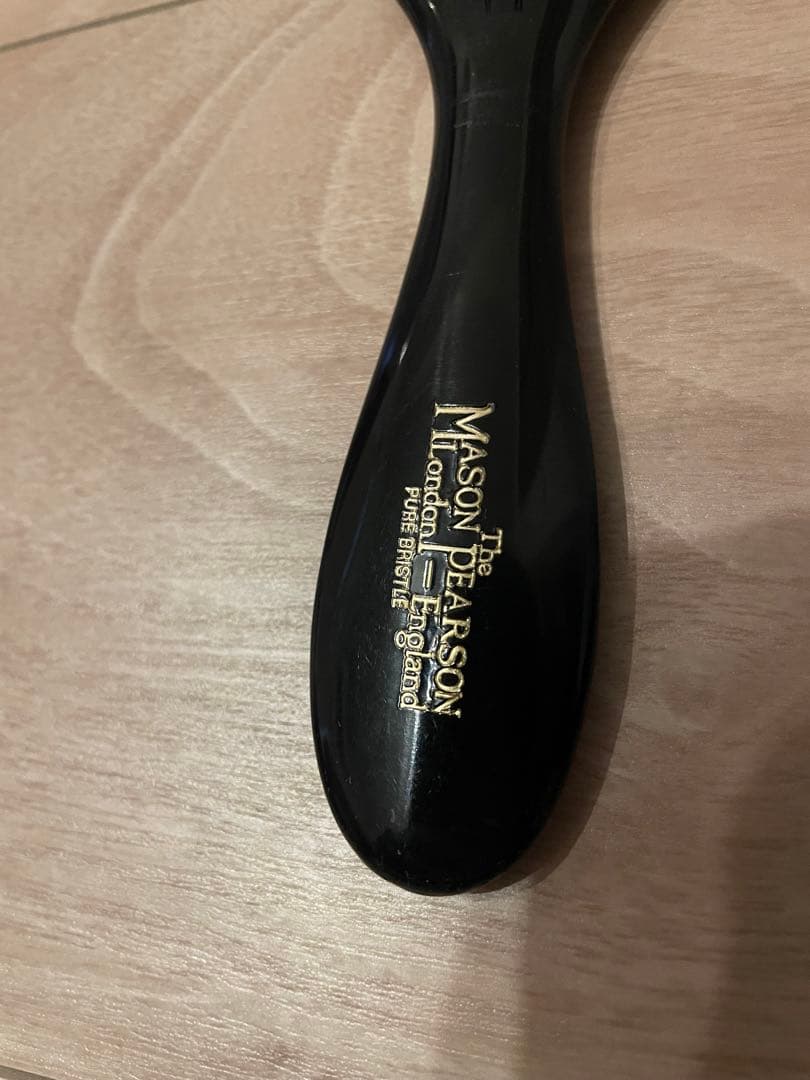 The
MASON PEARSON
London - England
PURE BRISTLE